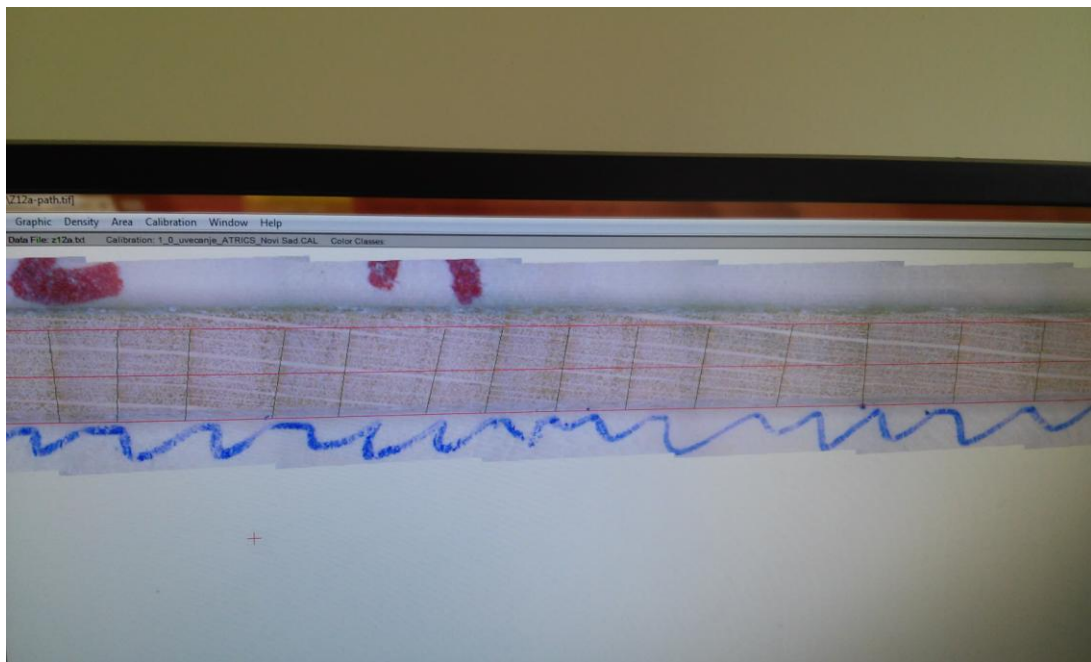 \Z12a-path.tif]
Graphic Density Area Calibration Window Help
Data File: z12a.txt Calibration: 1_0_uvecanje_ATRICS_Novi Sad.CAL Color Classes: